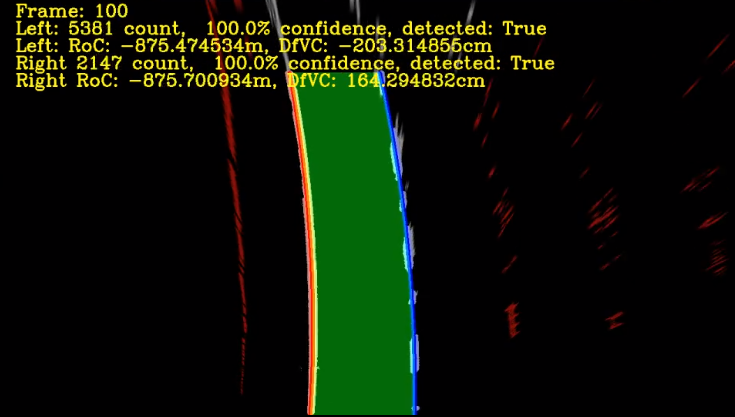 Frame: 100
Left: 5381 count, 100.0% confidence, detected: True
Left: RoC: -875.474534m, DfVC: -203.314855cm
Right 2147 count, 100.0% confidence, detected: True
Right RoC: -875.700934m, DfVC: 164.294832cm